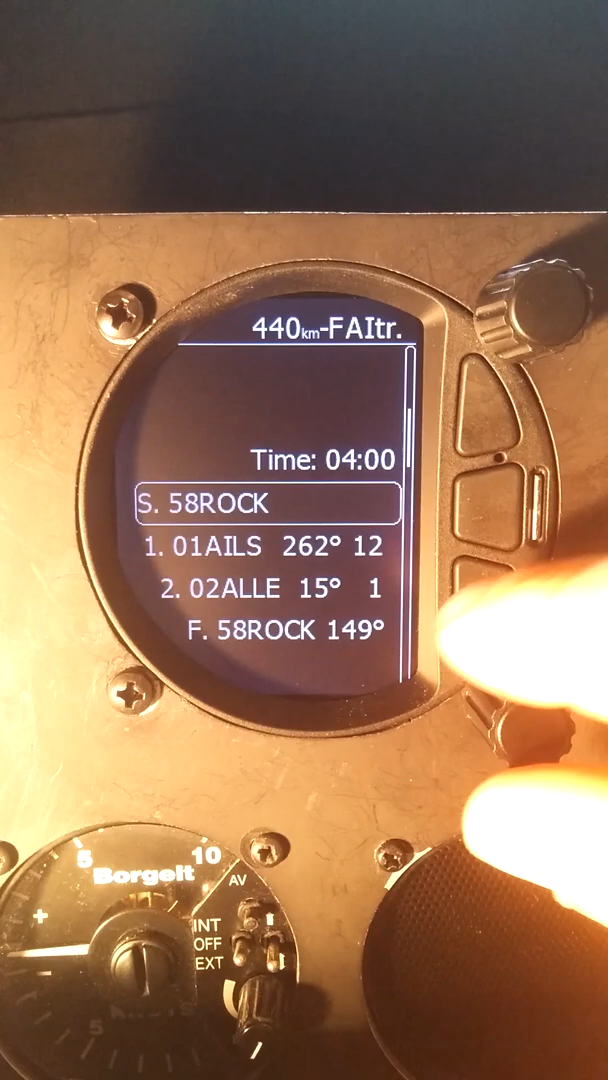 440km-FAItr.
Time: 04:00
S. 58ROCK
1. 01AILS 262° 12
2. 02ALLE 15° 1
F. 58ROCK 149°
5
10
Borgelt
AV
+
INT
OFF
EXT
-
5